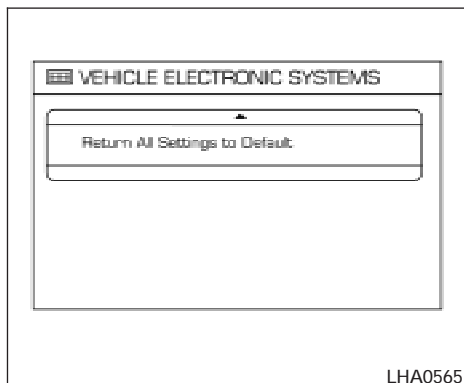 VEHICLE ELECTRONIC SYSTEMS
Return All Settings to Default
LHA0565